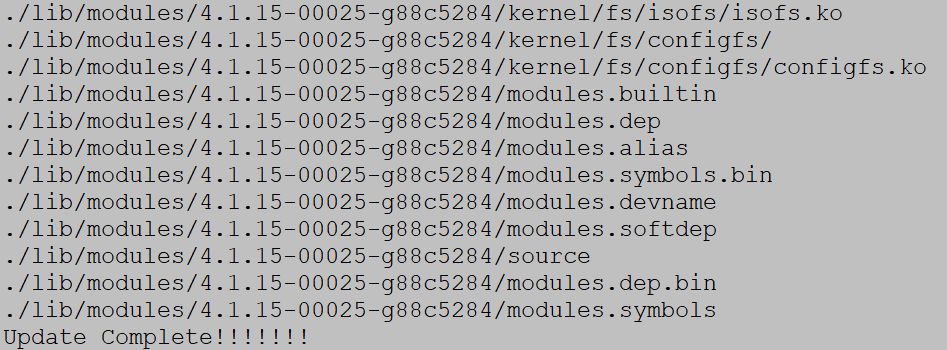 ./lib/modules/4.1.15-00025-g88c5284/kernel/fs/isofs/isofs.ko
./lib/modules/4.1.15-00025-g88c5284/kernel/fs/configfs/
./lib/modules/4.1.15-00025-g88c5284/kernel/fs/configfs/configfs.ko
./lib/modules/4.1.15-00025-g88c5284/modules.builtin
./lib/modules/4.1.15-00025-g88c5284/modules.dep
./lib/modules/4.1.15-00025-g88c5284/modules.alias
./lib/modules/4.1.15-00025-g88c5284/modules.symbols.bin
./lib/modules/4.1.15-00025-g88c5284/modules.devname
./lib/modules/4.1.15-00025-g88c5284/modules.softdep
./lib/modules/4.1.15-00025-g88c5284/source
./lib/modules/4.1.15-00025-g88c5284/modules.dep.bin
./lib/modules/4.1.15-00025-g88c5284/modules.symbols
Update Complete!!!!!!!